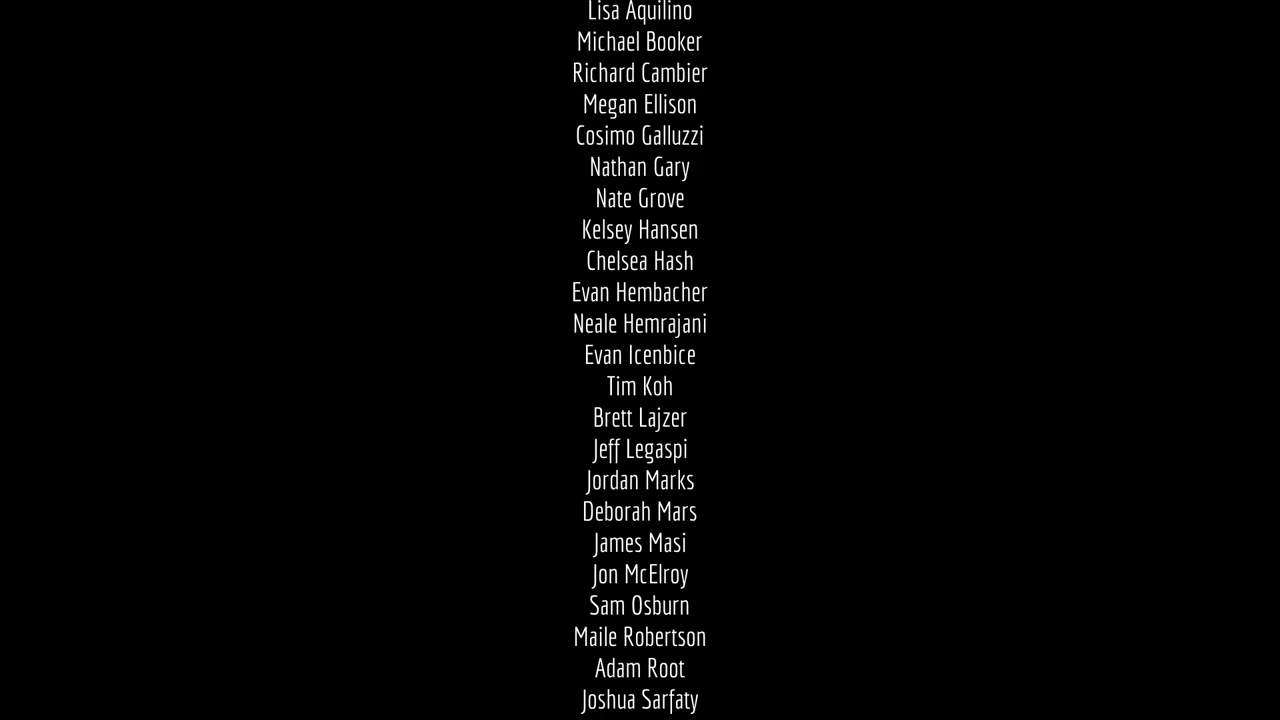 Lisa Aquilino
Michael Booker
Richard Cambier
Megan Ellison
Cosimo Galluzzi
Nathan Gary
Nate Grove
Kelsey Hansen
Chelsea Hash
Evan Hembacher
Neale Hemrajani
Evan Icenbice
Tim Koh
Brett Lajzer
Jeff Legaspi
Jordan Marks
Deborah Mars
James Masi
Jon McElroy
Sam Osburn
Maile Robertson
Adam Root
Joshua Sarfaty